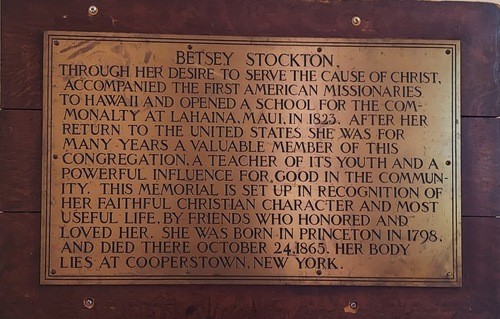 BETSEY STOCKTON.
THROUGH HER DESIRE TO SERVE THE CAUSE OF CHRIST,
ACCOMPANIED THE FIRST AMERICAN MISSIONARIES
TO HAWAII AND OPENED A SCHOOL FOR THE COM-
MONALTY AT LAHAINA, MAUI, IN 1823. AFTER HER
RETURN TO THE UNITED STATES SHE WAS FOR
MANY YEARS A VALUABLE MEMBER OF THIS
CONGREGATION, A TEACHER OF ITS YOUTH AND A
POWERFUL INFLUENCE FOR GOOD IN THE COMMUN-
ITY. THIS MEMORIAL IS SET UP IN RECOGNITION OF
HER FAITHFUL CHRISTIAN CHARACTER AND MOST
USEFUL LIFE, BY FRIENDS WHO HONORED AND
LOVED HER. SHE WAS BORN IN PRINCETON IN 1798,
AND DIED THERE OCTOBER 24, 1865. HER BODY
LIES AT COOPERSTOWN, NEW YORK.